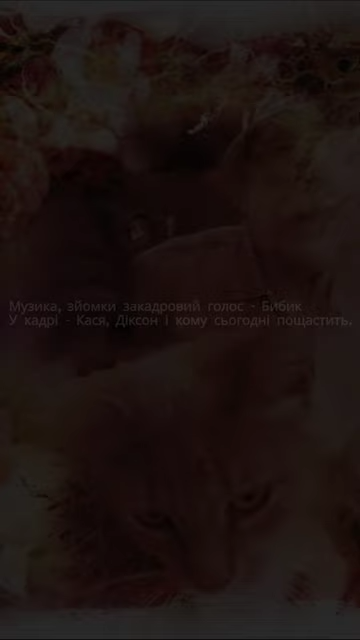 Музика, зйомки закадровий голос - Бибик
У кадрі - Кася, Діксон і кому сьогодні пощастить.